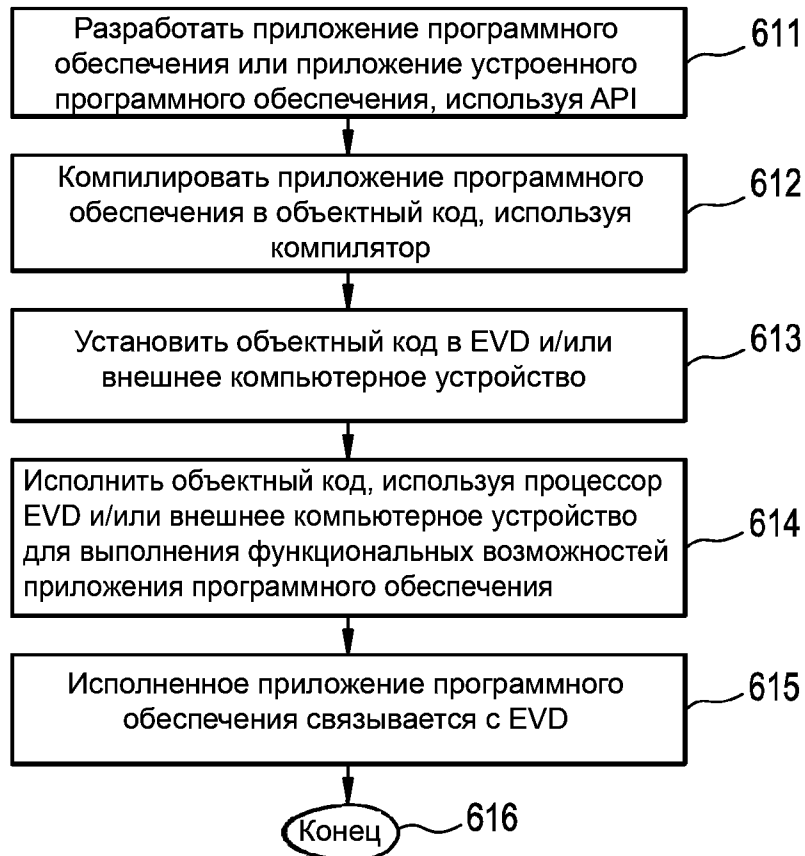 Разработать приложение программного
обеспечения или приложение устроенного
программного обеспечения, используя API
611
Компилировать приложение программного
обеспечения в объектный код, используя
компилятор
612
Установить объектный код в EVD и/или
внешнее компьютерное устройство
613
Исполнить объектный код, используя процессор
EVD и/или внешнее компьютерное устройство
для выполнения функциональных возможностей
приложения программного обеспечения
614
Исполненное приложение программного
обеспечения связывается с EVD
615
Конец
616